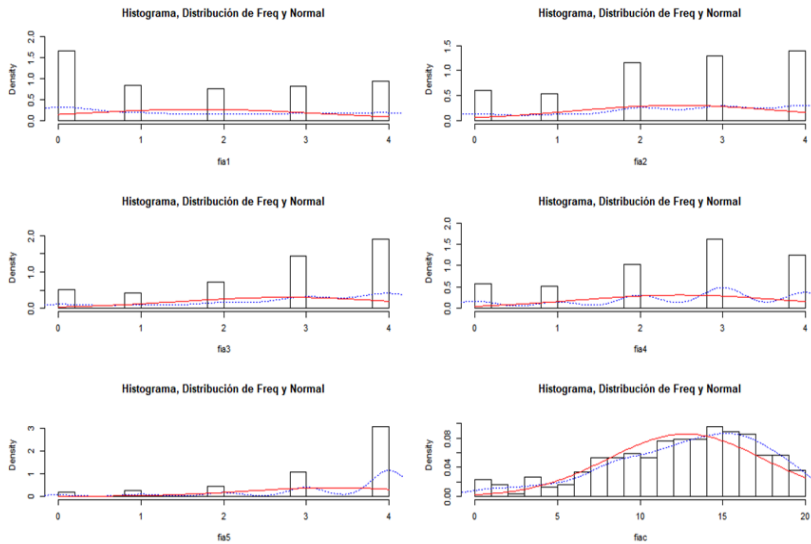 Histograma, Distribución de Freq y Normal
Density
0.0 0.5 1.0 1.5 2.0
0 1 2 3 4
fia1
Histograma, Distribución de Freq y Normal
Density
0.0 0.5 1.0 1.5
0 1 2 3 4
fia2
Histograma, Distribución de Freq y Normal
Density
0.0 1.0 2.0
0 1 2 3 4
fia3
Histograma, Distribución de Freq y Normal
Density
0.0 0.5 1.0 1.5 2.0
0 1 2 3 4
fia4
Histograma, Distribución de Freq y Normal
Density
0 1 2 3
0 1 2 3 4
fia5
Histograma, Distribución de Freq y Normal
Density
0.00 0.04 0.08
0 5 10 15 20
fiac